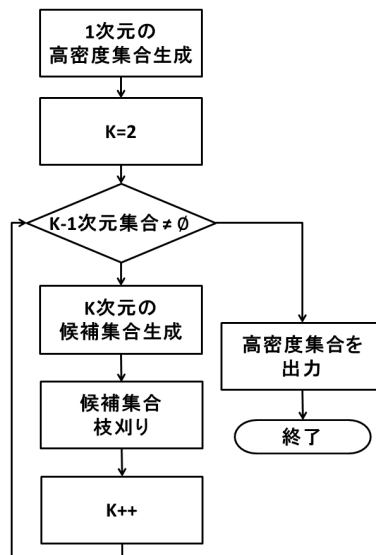 1次元の
高密度集合生成
K=2
K-1次元集合≠∅
K次元の
候補集合生成
高密度集合を
出力
候補集合
枝刈り
終了
K++